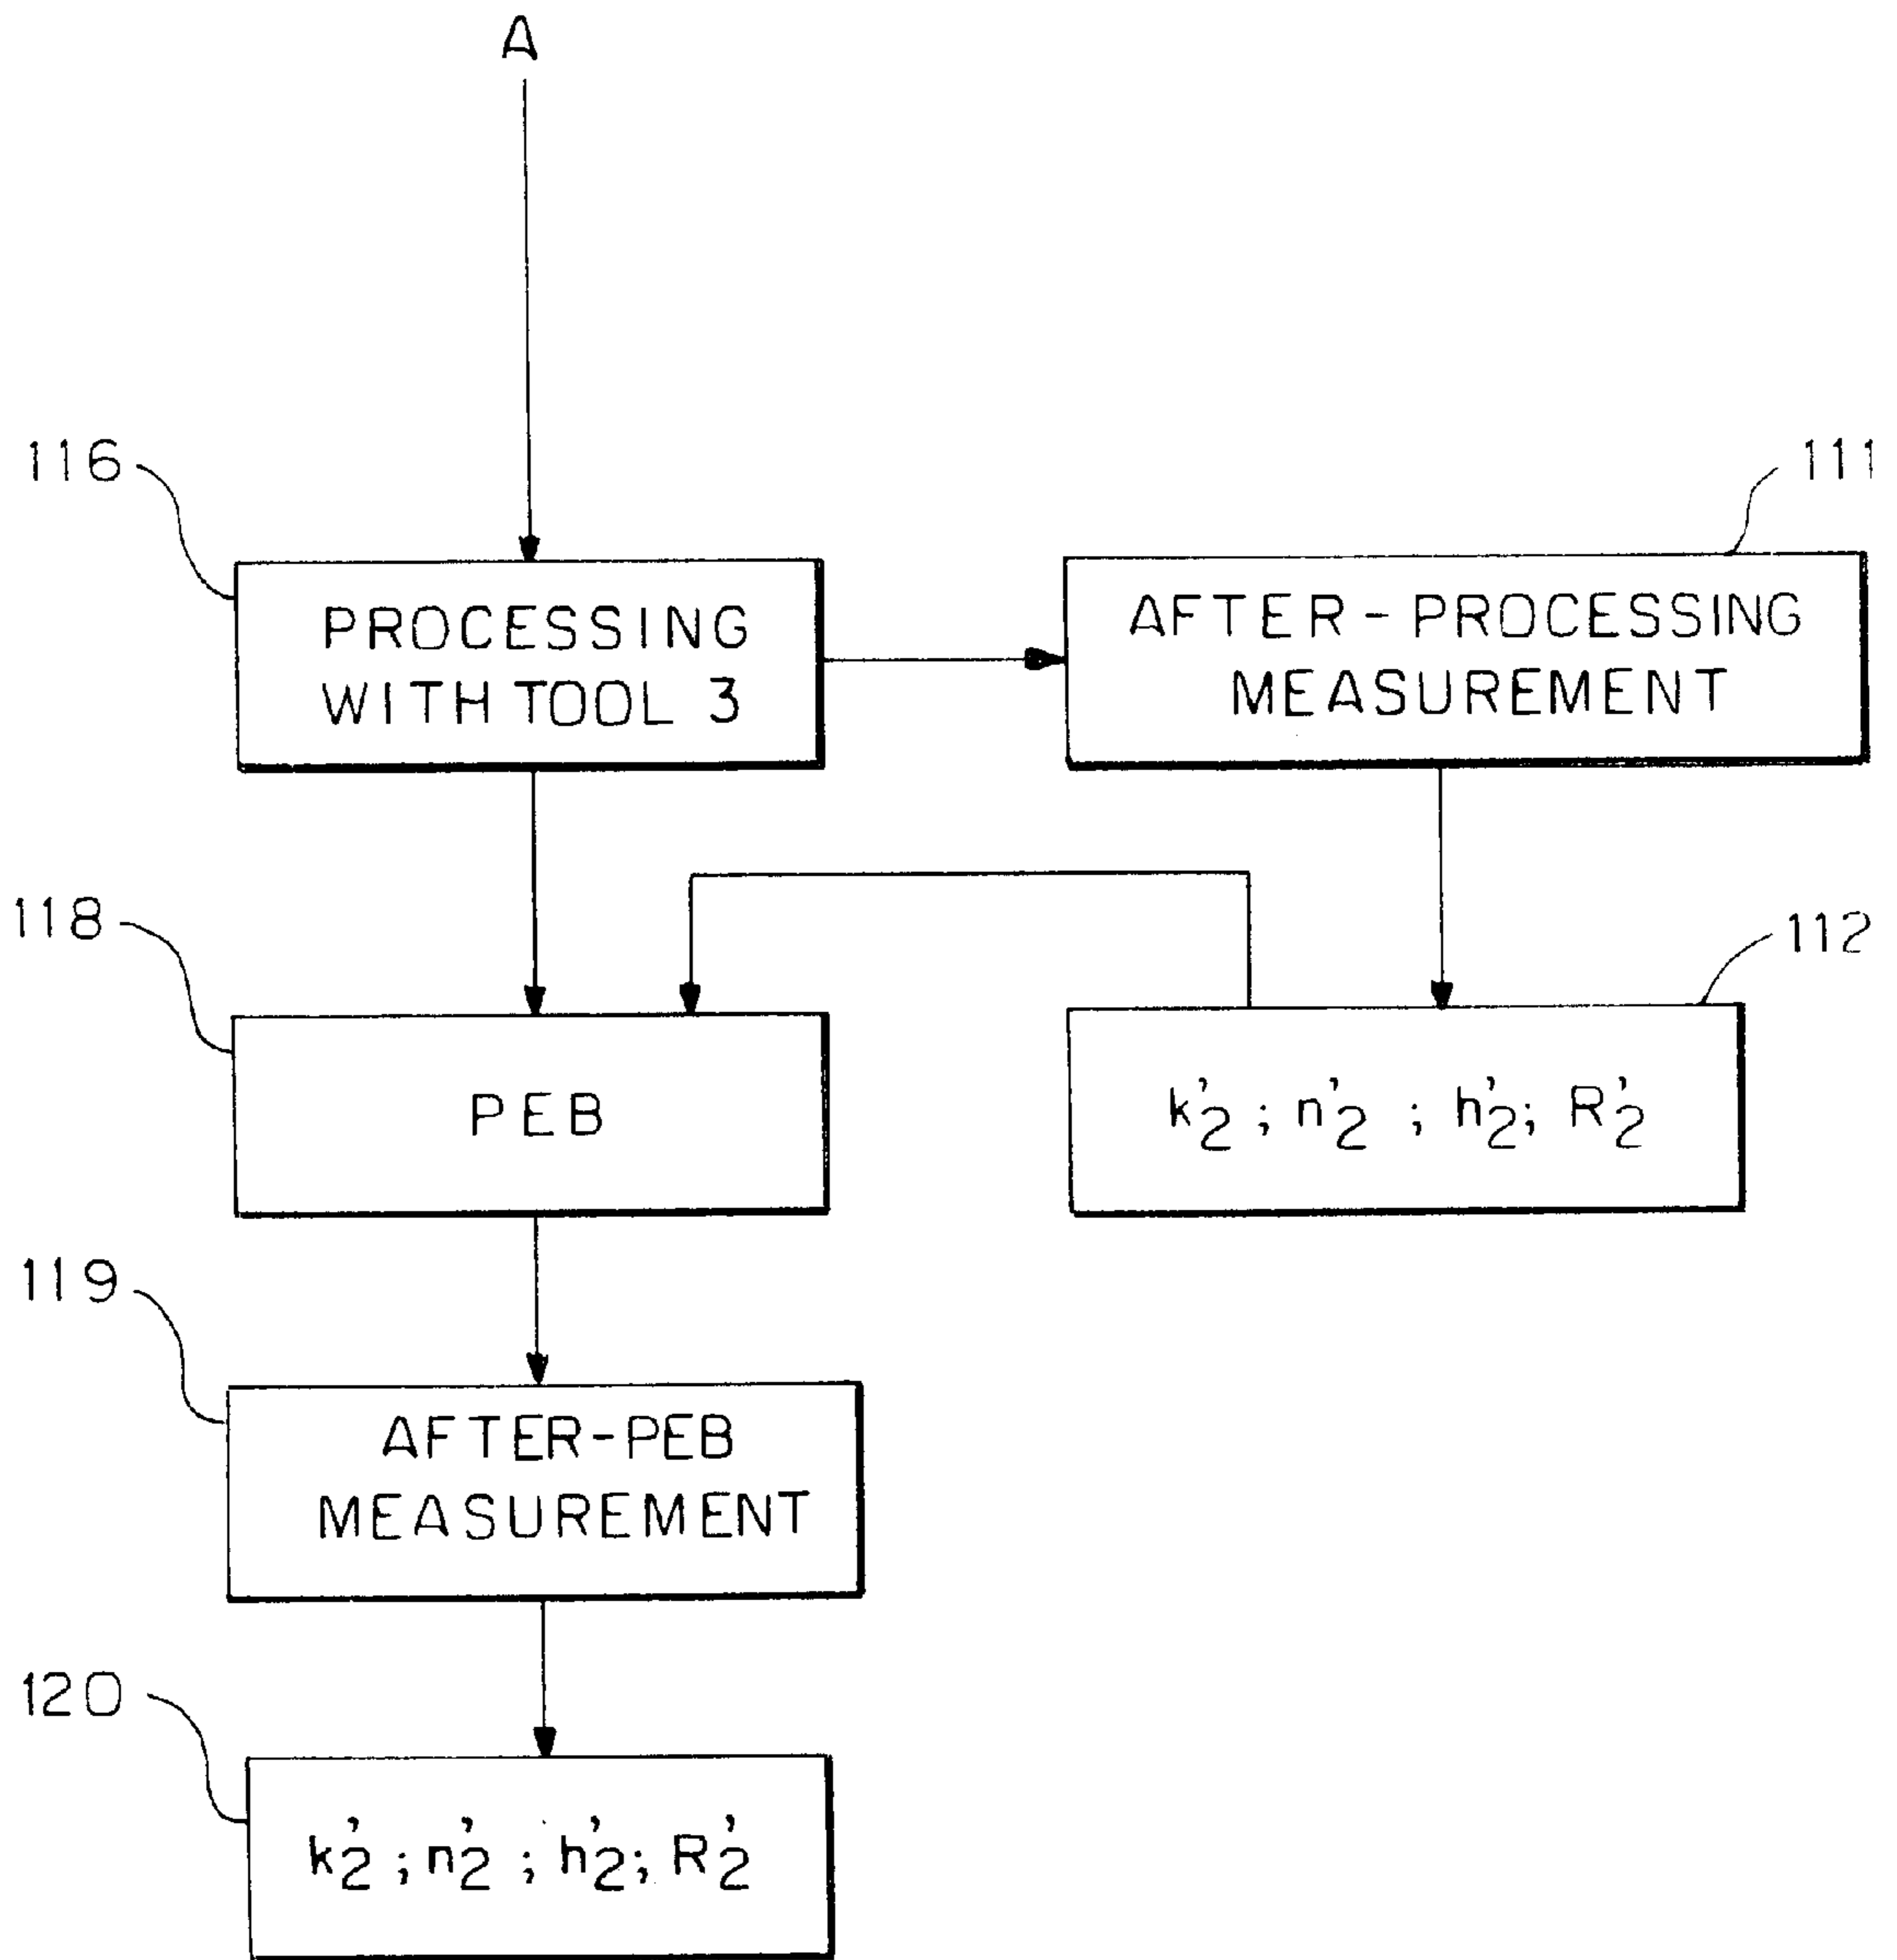 A
116
111
PROCESSING
WITH TOOL 3
AFTER-PROCESSING
MEASUREMENT
118
112
PEB
k'2; n'2; h'2; R'2
119
AFTER-PEB
MEASUREMENT
120
k'2; n'2; h'2; R'2